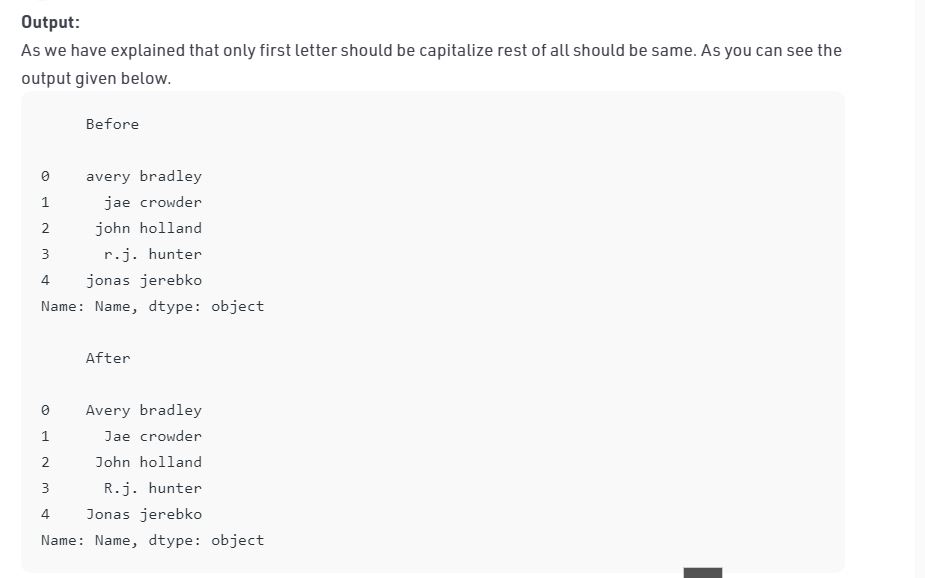 Output:
As we have explained that only first letter should be capitalize rest of all should be same. As you can see the
output given below.
Before
0    avery bradley
1      jae crowder
2     john holland
3      r.j. hunter
4    jonas jerebko
Name: Name, dtype: object
After
0    Avery bradley
1      Jae crowder
2     John holland
3      R.j. hunter
4    Jonas jerebko
Name: Name, dtype: object